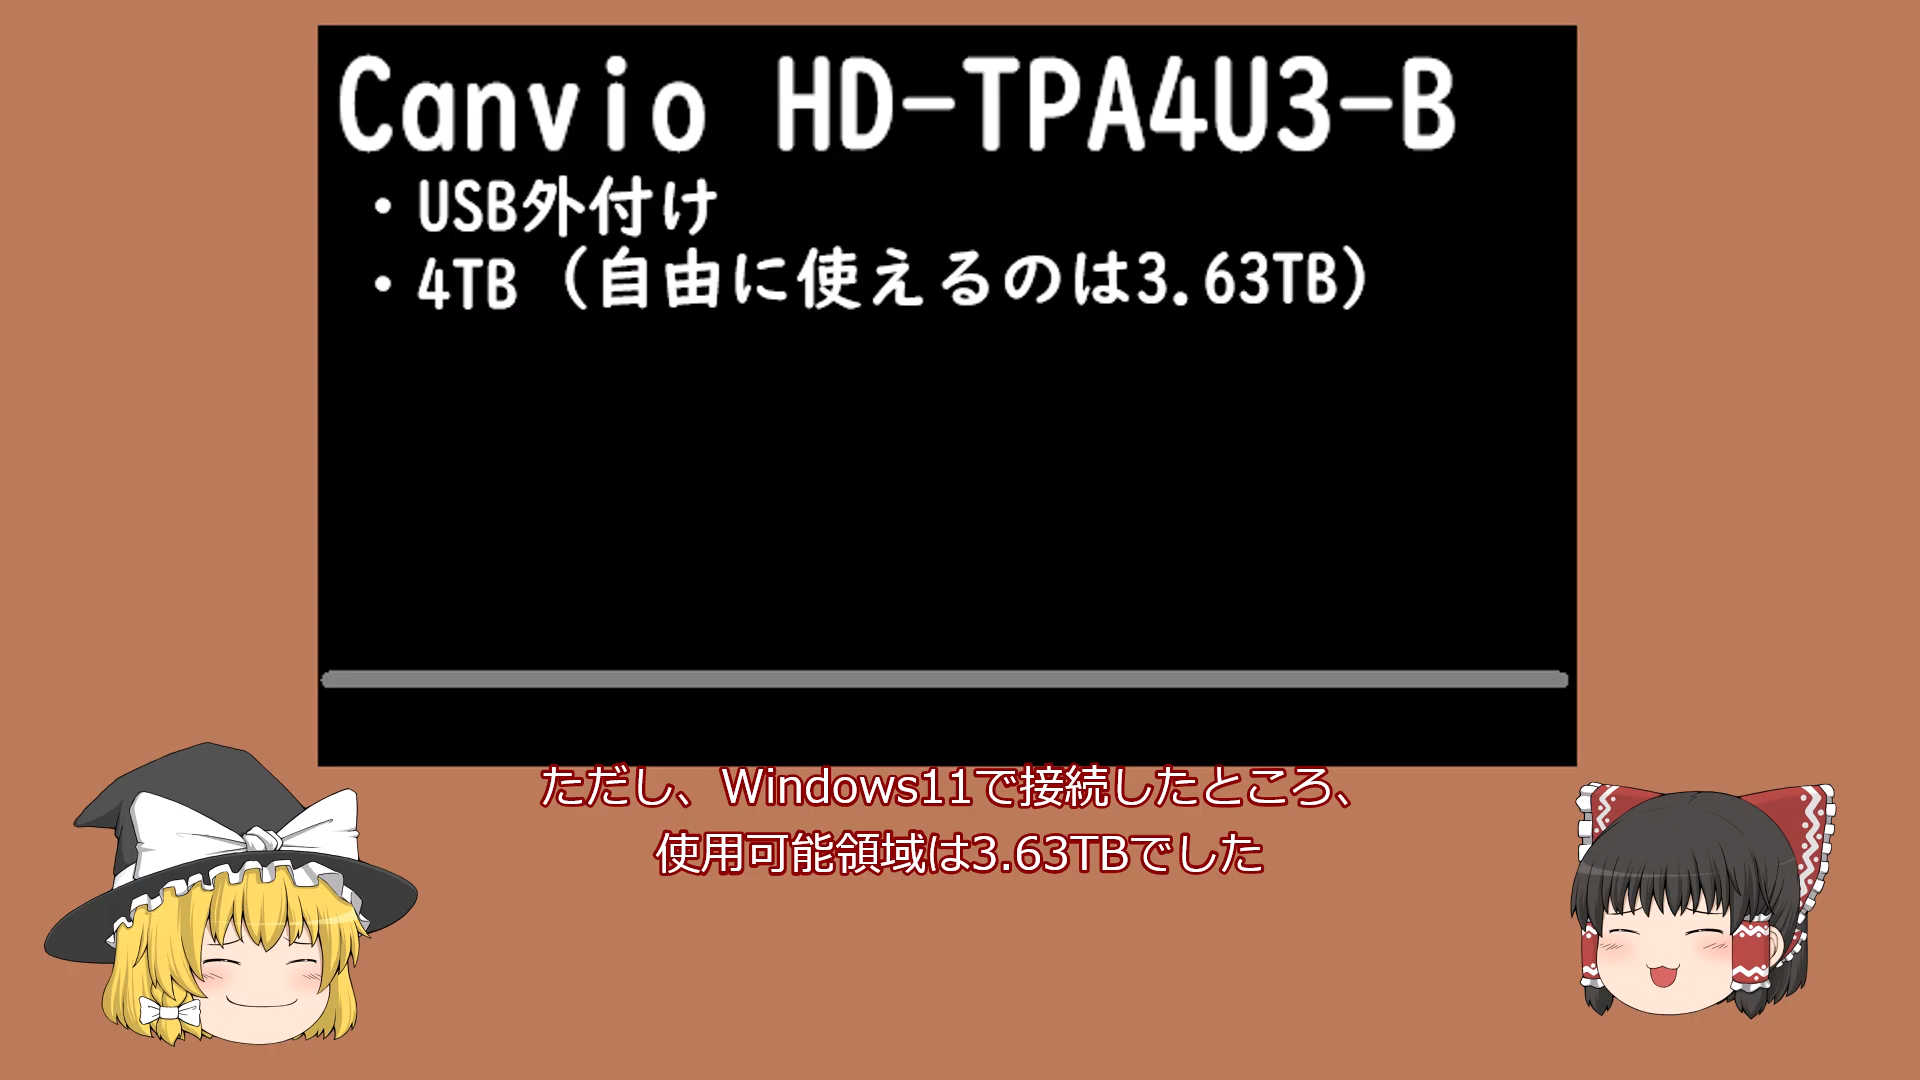 Canvio HD-TPA4U3-B
・USB外付け
・4TB（自由に使えるのは3.63TB）
ただし、Windows11で接続したところ、
使用可能領域は3.63TBでした